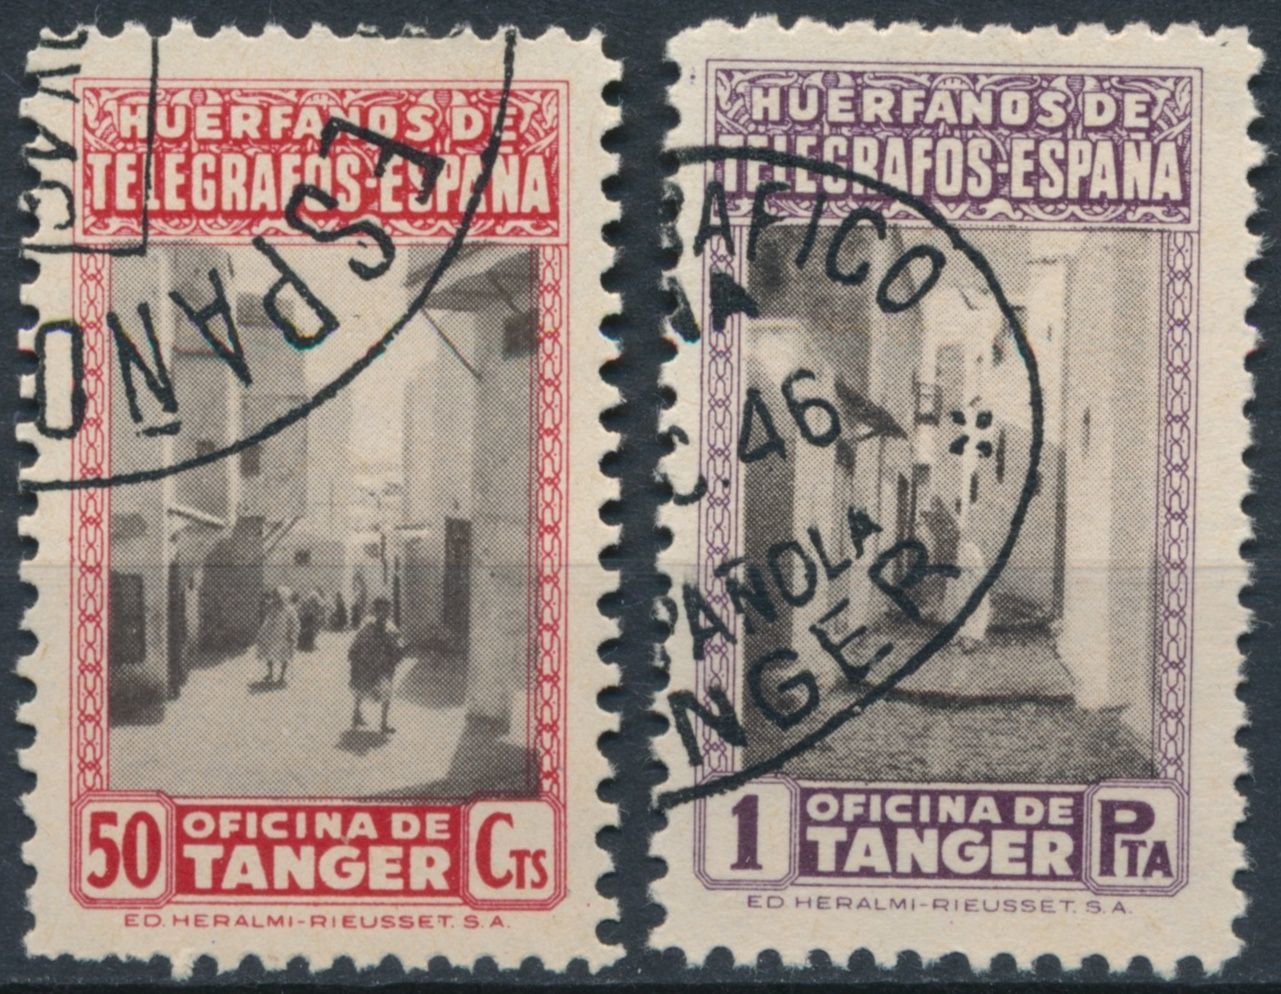 HUERFANOS DE
TELEGRAFOS-ESPAÑA
ESPAÑO
50 OFICINA DE CTS
TANGER
ED. HERALMI-RIEUSSET. S.A.
HUERFANOS DE
TELEGRAFOS-ESPAÑA
AFICO
46
PAÑOLA
NGER
1 OFICINA DE PTA
TANGER
ED HERALMI-RIEUSSET. S.A.